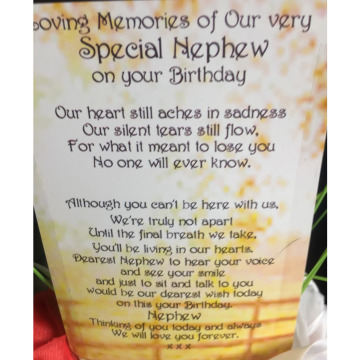 Loving Memories of Our very
Special Nephew
on your Birthday
Our heart still aches in sadness
Our silent tears still flow,
For what it meant to lose you
No one will ever know.
Although you can't be here with us,
We're truly not apart
Until the final breath we take,
You'll be living in our hearts.
Dearest Nephew to hear your voice
and see your smile
and just to sit and talk to you
would be our dearest wish today
on this your Birthday.
Nephew
Thinking of you today and always
We will love you forever.
x x x